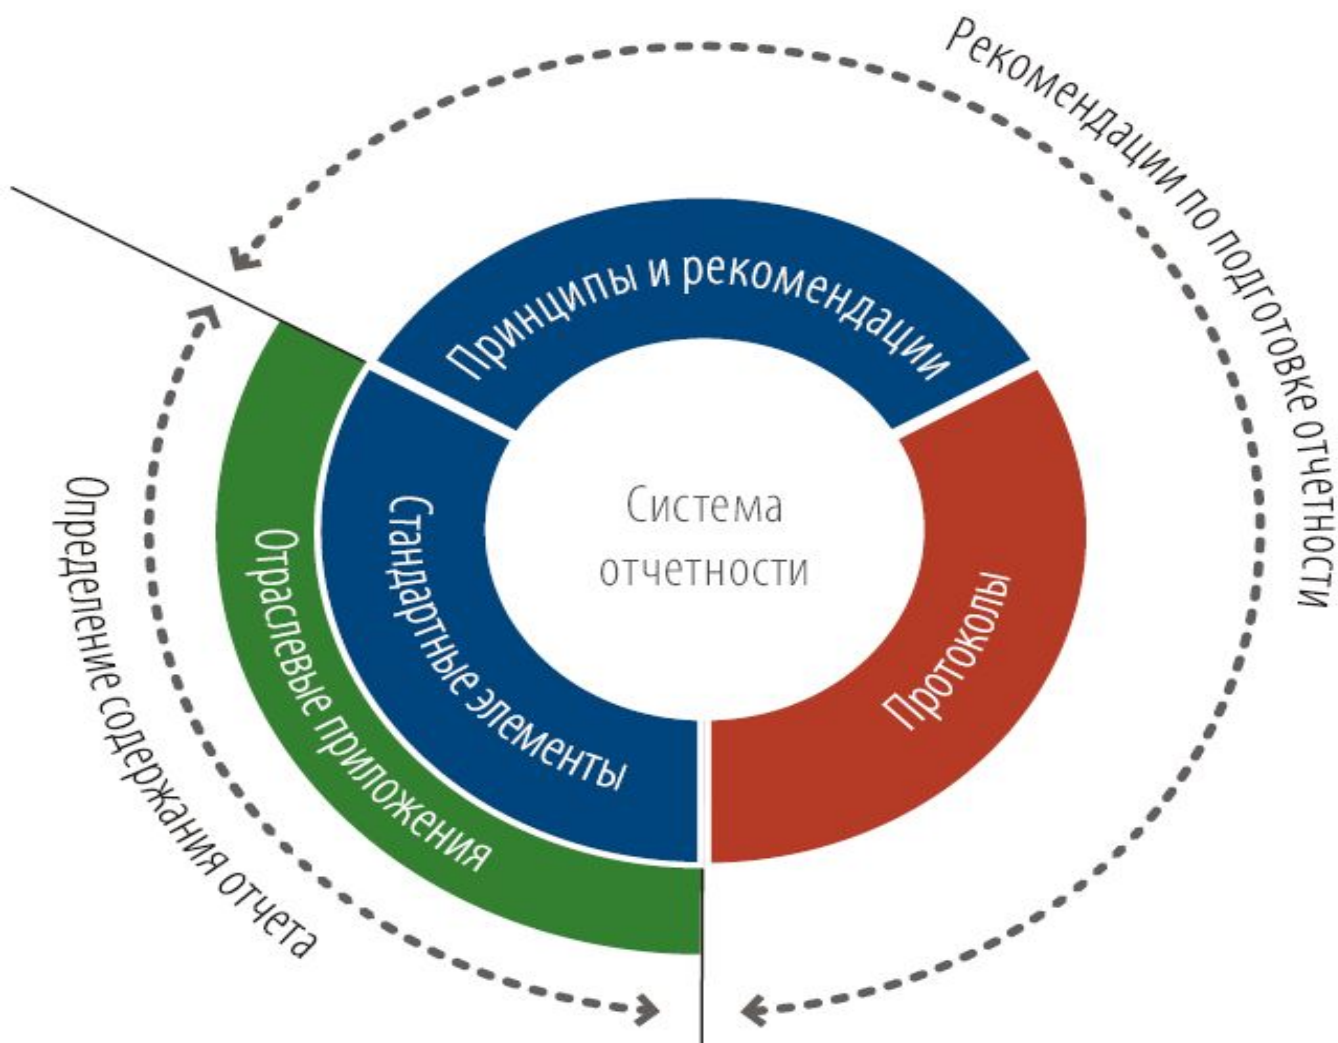 Рекомендации по подготовке отчетности
Принципы и рекомендации
Система
отчетности
Протоколы
Стандартные элементы
Отраслевые приложения
Определение содержания отчета